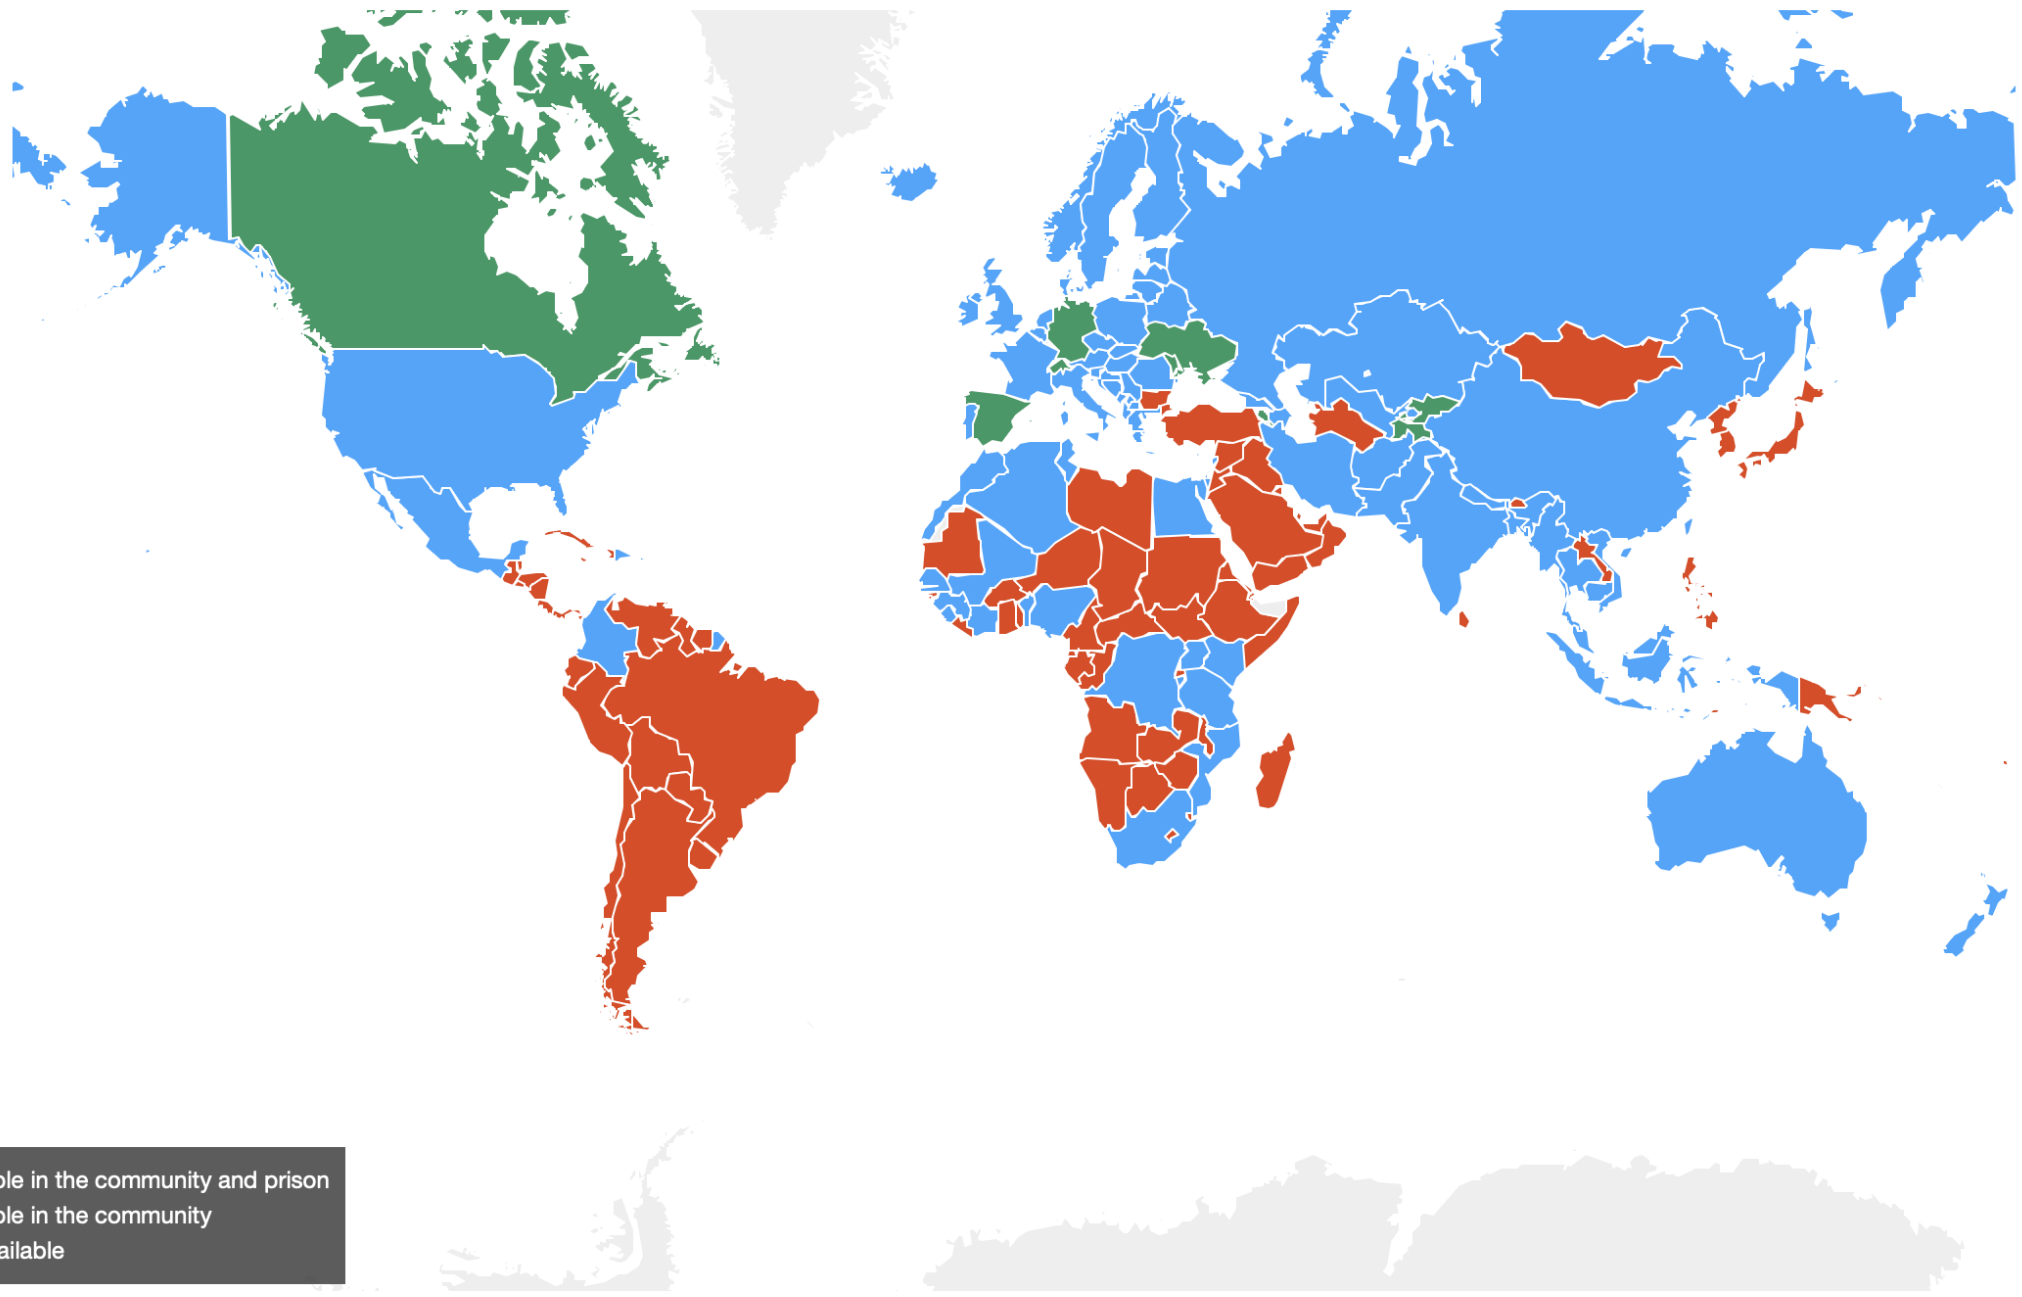 ble in the community and prison
ble in the community
ailable